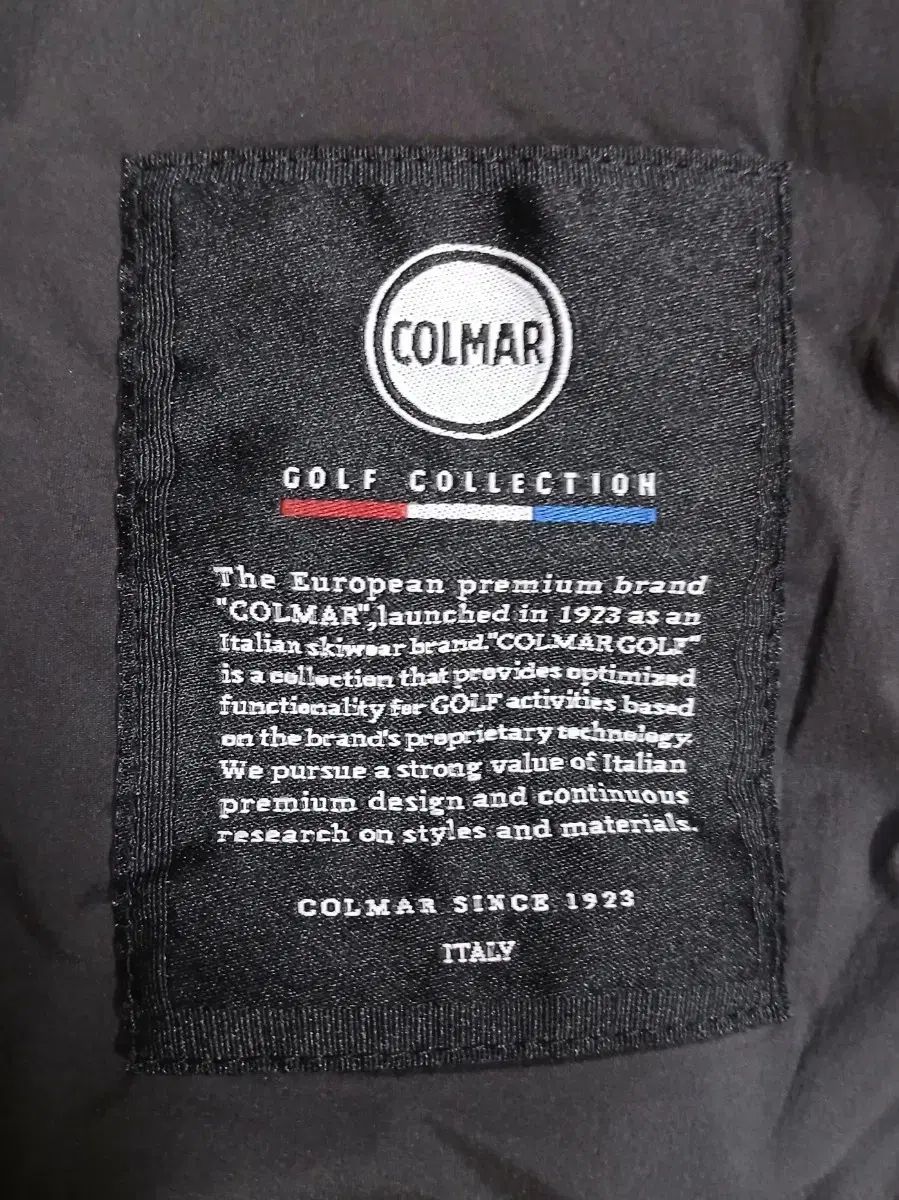 COLMAR
GOLF COLLECTION
The European premium brand
"COLMAR",launched in 1923 as an
Italian skiwear brand."COLMAR GOLF"
is a collection that provides optimized
functionality for GOLF activities based
on the brand's proprietary technology.
We pursue a strong value of Italian
premium design and continuous
research on styles and materials.
COLMAR SINCE 1923
ITALY